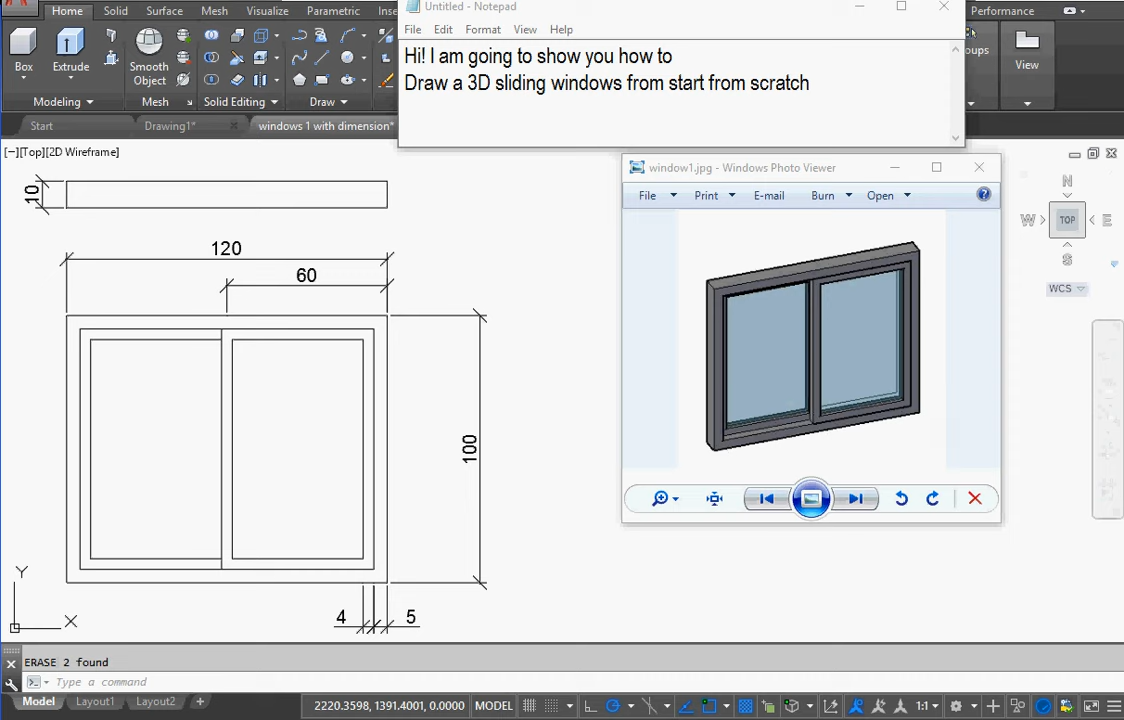 Home Solid Surface Mesh Visualize Parametric Inse
Untitled - Notepad
Performance
File Edit Format View Help
Hi! I am going to show you how to
Draw a 3D sliding windows from start from scratch
Box Extrude Smooth Object
oups
View
Modeling Mesh Solid Editing Draw
Start Drawing1* windows 1 with dimension*
[−][Top][2D Wireframe]
window1.jpg - Windows Photo Viewer
File Print E-mail Burn Open
N
W TOP E
S
WCS
10
120
60
100
4 5
Y
X
ERASE 2 found
Type a command
Model Layout1 Layout2 +
2220.3598, 1391.4001, 0.0000 MODEL 1:1